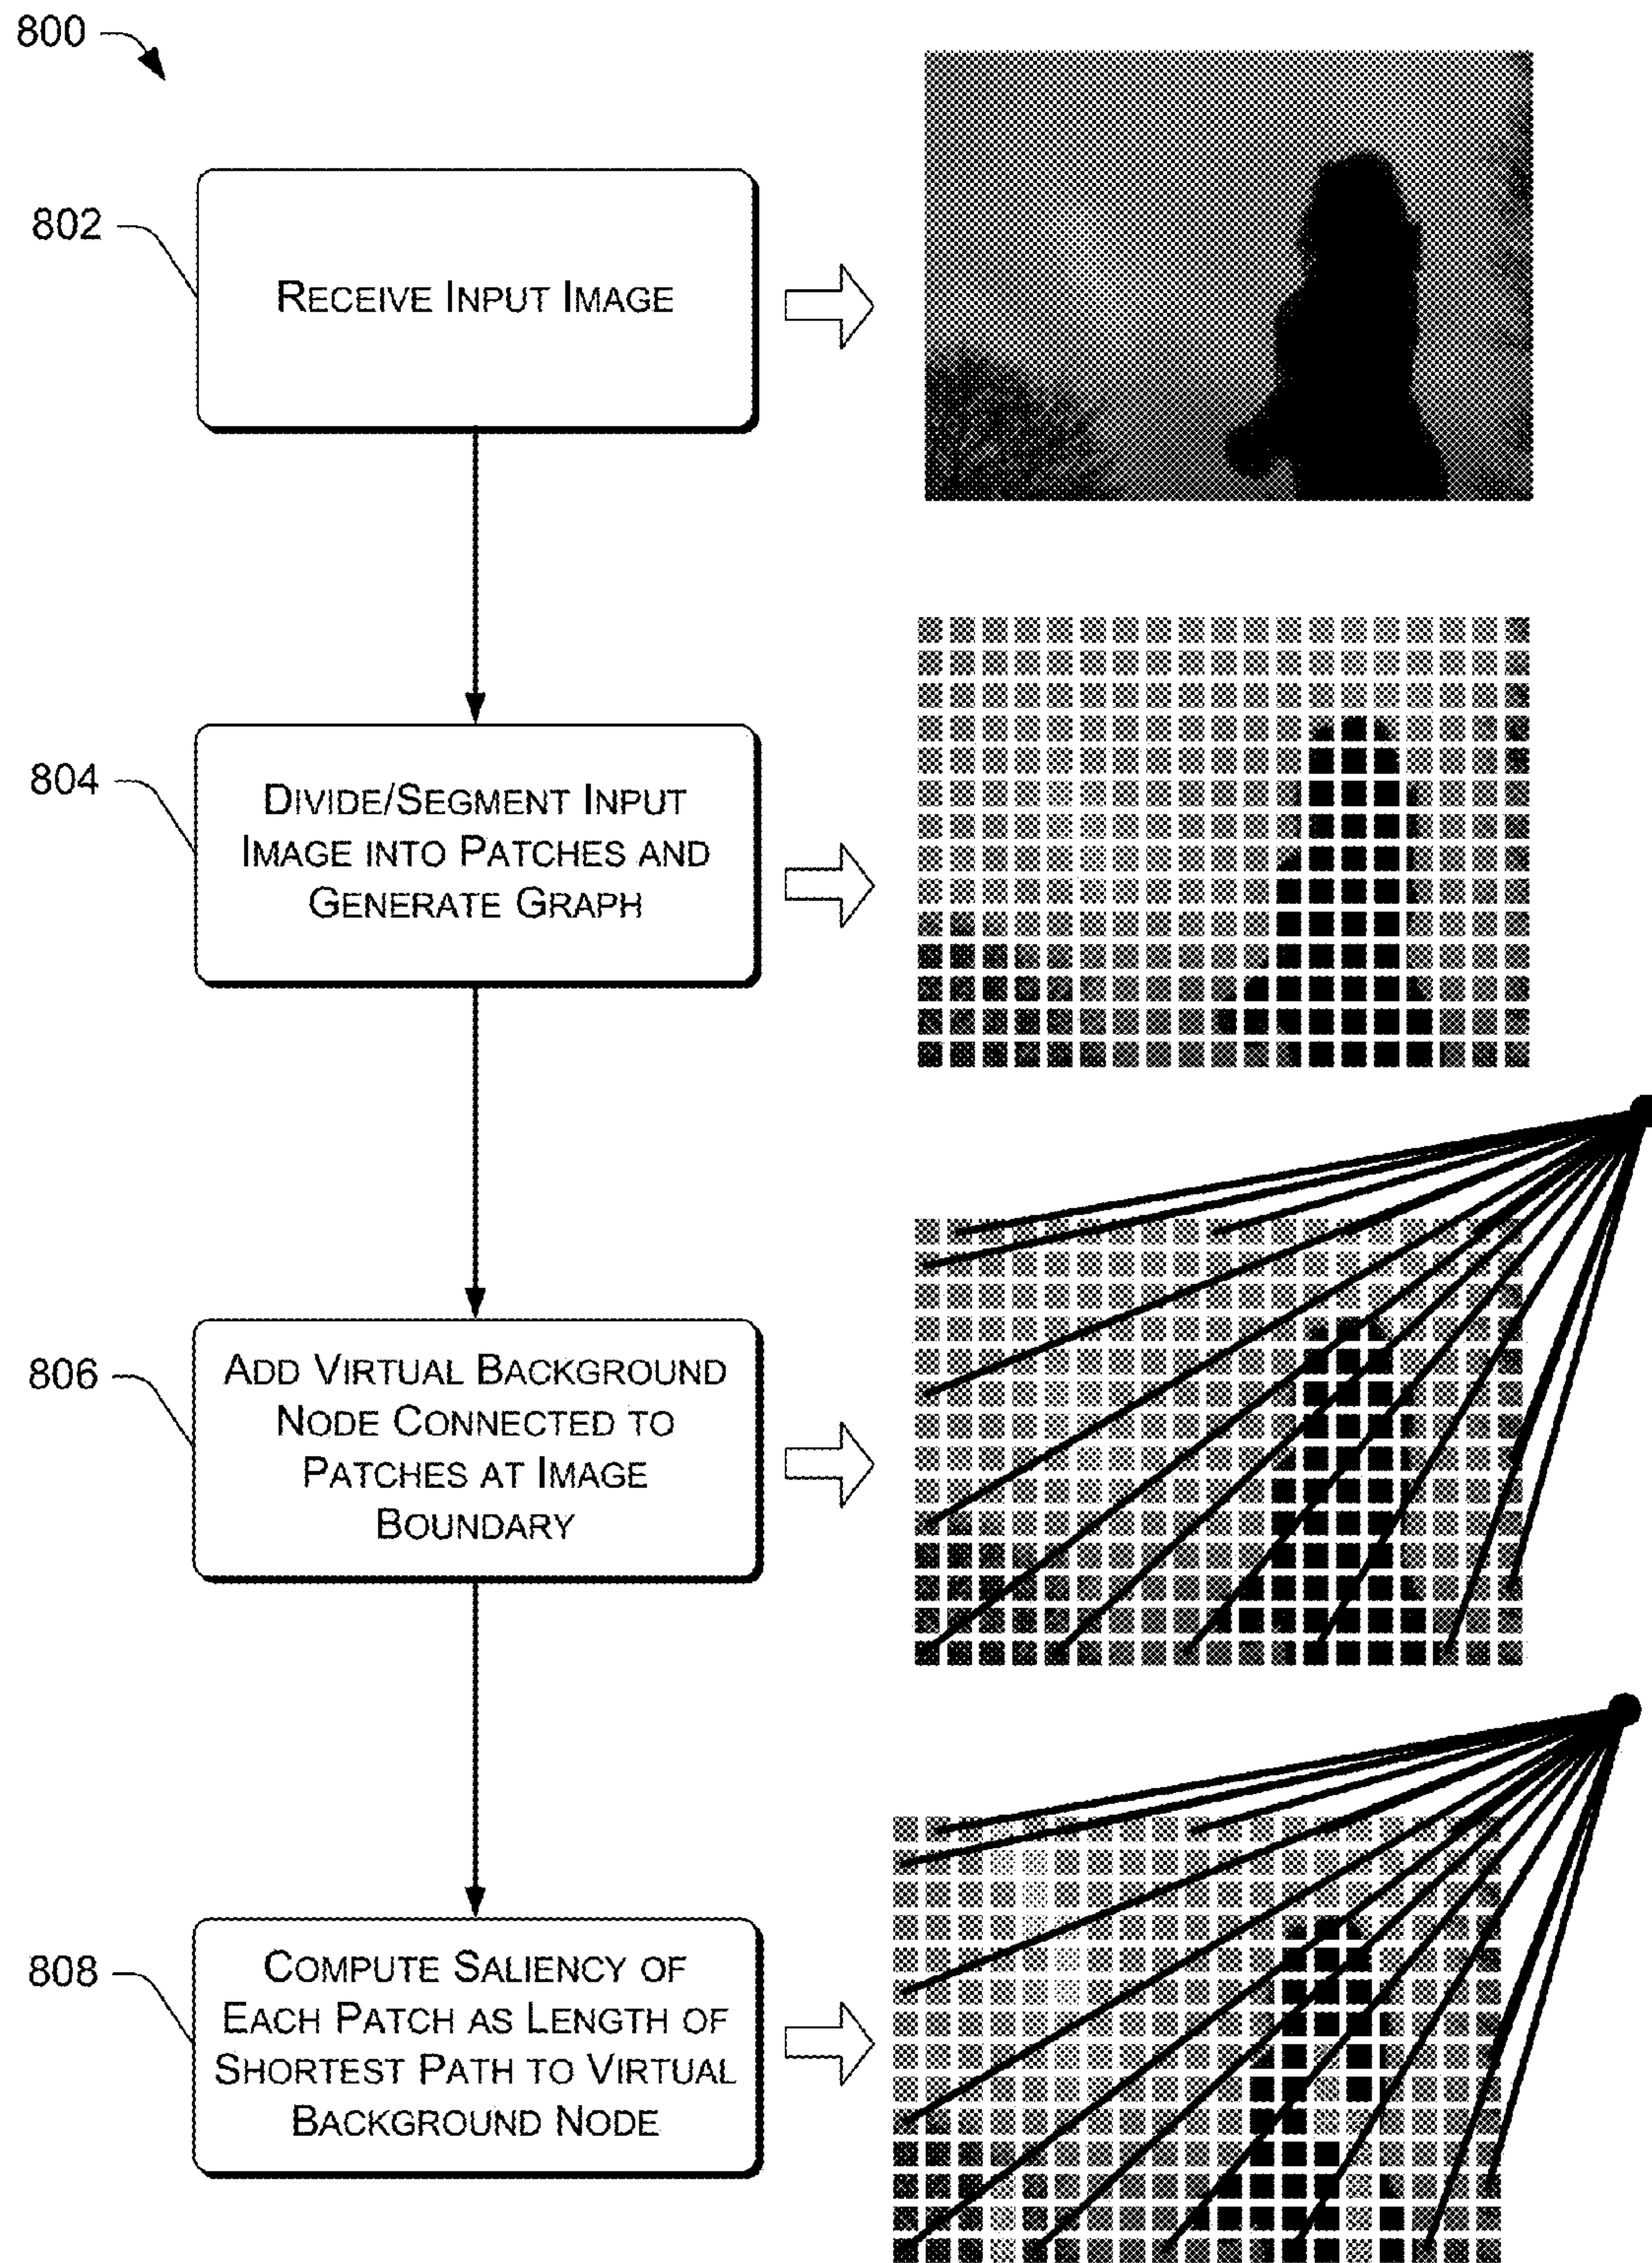 800
802
RECEIVE INPUT IMAGE
804
DIVIDE/SEGMENT INPUT
IMAGE INTO PATCHES AND
GENERATE GRAPH
806
ADD VIRTUAL BACKGROUND
NODE CONNECTED TO
PATCHES AT IMAGE
BOUNDARY
808
COMPUTE SALIENCY OF
EACH PATCH AS LENGTH OF
SHORTEST PATH TO VIRTUAL
BACKGROUND NODE